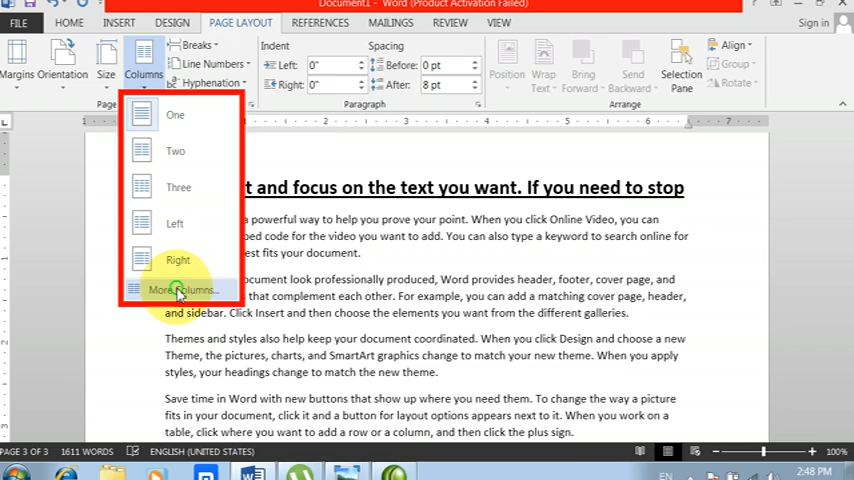 Document1 - Word (Product Activation Failed)
FILE HOME INSERT DESIGN PAGE LAYOUT REFERENCES MAILINGS REVIEW VIEW Sign in
Margins Orientation Size Columns
Breaks
Line Numbers
Hyphenation
Indent
Left: 0"
Right: 0"
Spacing
Before: 0 pt
After: 8 pt
Paragraph
Position Wrap Text Bring Forward Send Backward Selection Pane
Align
Group
Rotate
Arrange
One
Two
Three
Left
Right
More Columns...
1 1 2 3 4 5 6 7
t and focus on the text you want. If you need to stop
a powerful way to help you prove your point. When you click Online Video, you can
ed code for the video you want to add. You can also type a keyword to search online for
est fits your document.
ocument look professionally produced, Word provides header, footer, cover page, and
that complement each other. For example, you can add a matching cover page, header,
and sidebar. Click Insert and then choose the elements you want from the different galleries.
Themes and styles also help keep your document coordinated. When you click Design and choose a new
Theme, the pictures, charts, and SmartArt graphics change to match your new theme. When you apply
styles, your headings change to match the new theme.
Save time in Word with new buttons that show up where you need them. To change the way a picture
fits in your document, click it and a button for layout options appears next to it. When you work on a
table, click where you want to add a row or a column, and then click the plus sign.
PAGE 3 OF 3 1611 WORDS ENGLISH (UNITED STATES) 100%
EN 2:48 PM